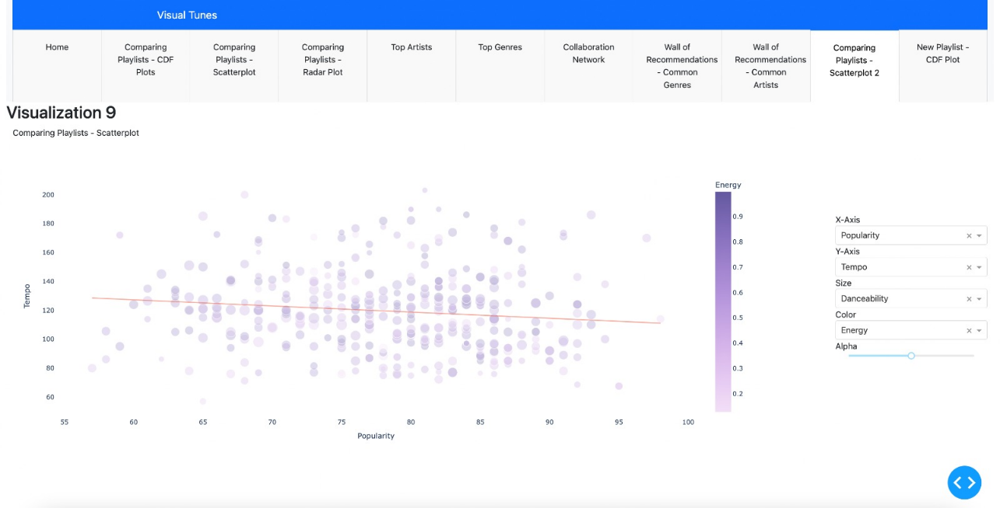 Visual Tunes
Home
Comparing
Playlists - CDF
Plots
Comparing
Playlists -
Scatterplot
Comparing
Playlists -
Radar Plot
Top Artists
Top Genres
Collaboration
Network
Wall of
Recommendations
- Common
Genres
Wall of
Recommendations
- Common
Artists
Comparing
Playlists -
Scatterplot 2
New Playlist -
CDF Plot
Visualization 9
Comparing Playlists - Scatterplot
Tempo
200
180
160
140
120
100
80
60
55
60
65
70
75
80
85
90
95
100
Popularity
Energy
0.9
0.8
0.7
0.6
0.5
0.4
0.3
0.2
X-Axis
Popularity
Y-Axis
Tempo
Size
Danceability
Color
Energy
Alpha